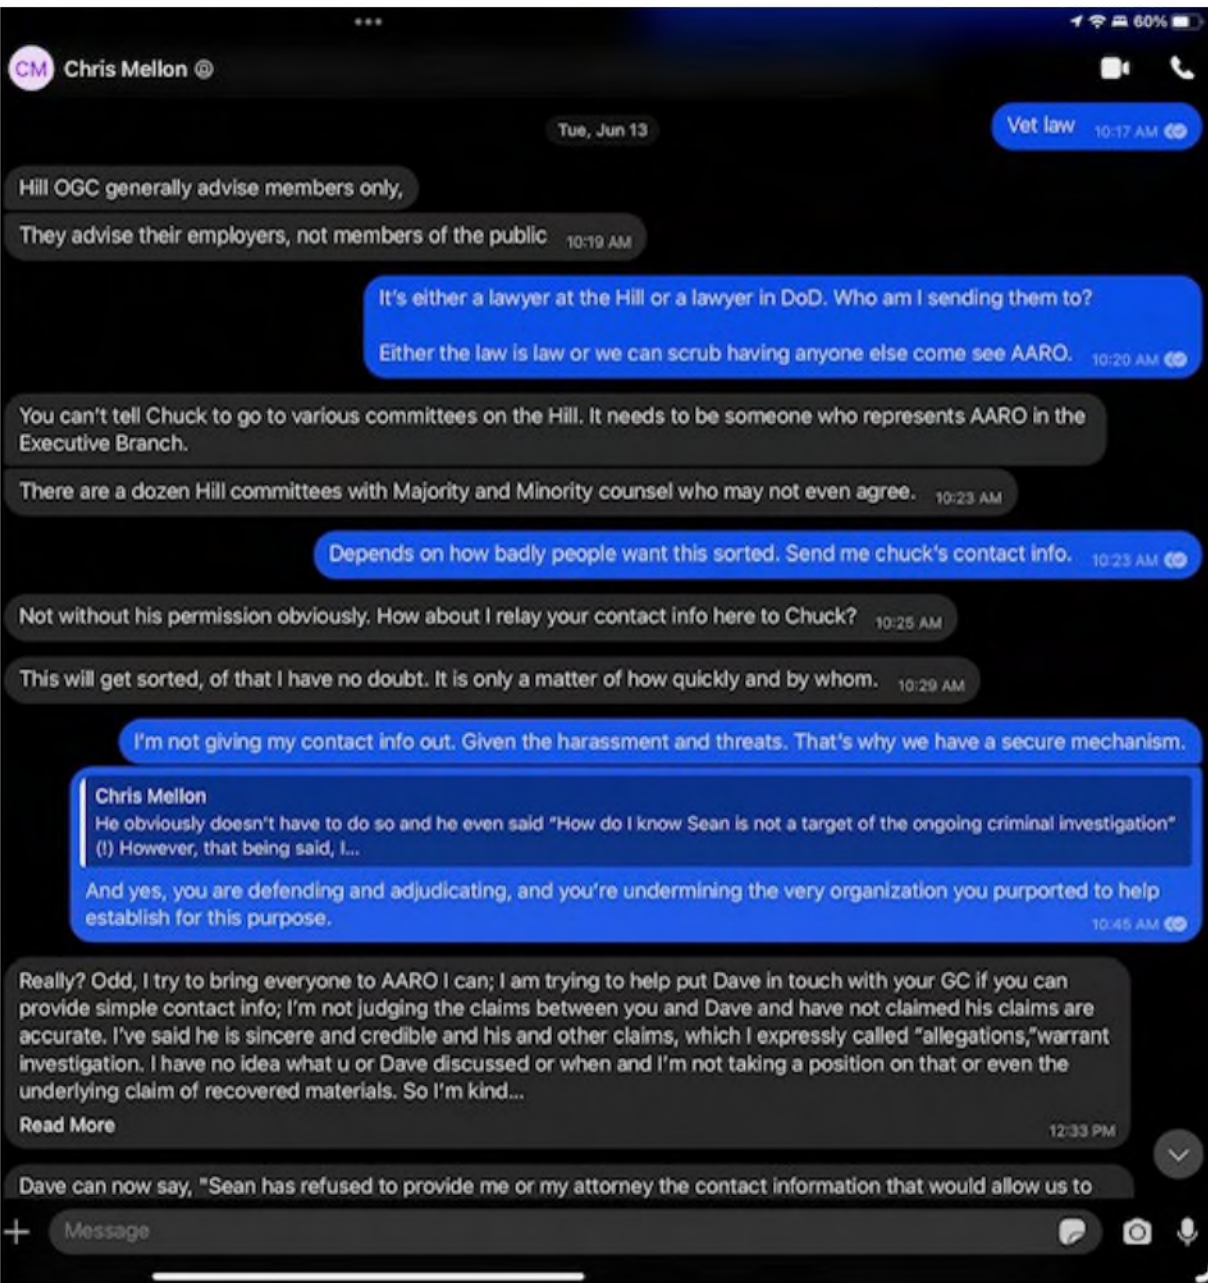 60%
CM Chris Mellon
Tue, Jun 13
Vet law 10:17 AM
Hill OGC generally advise members only,
They advise their employers, not members of the public 10:19 AM
It's either a lawyer at the Hill or a lawyer in DoD. Who am I sending them to?
Either the law is law or we can scrub having anyone else come see AARO. 10:20 AM
You can't tell Chuck to go to various committees on the Hill. It needs to be someone who represents AARO in the
Executive Branch.
There are a dozen Hill committees with Majority and Minority counsel who may not even agree. 10:23 AM
Depends on how badly people want this sorted. Send me chuck's contact info. 10:23 AM
Not without his permission obviously. How about I relay your contact info here to Chuck? 10:25 AM
This will get sorted, of that I have no doubt. It is only a matter of how quickly and by whom. 10:29 AM
I'm not giving my contact info out. Given the harassment and threats. That's why we have a secure mechanism.
Chris Mellon
He obviously doesn't have to do so and he even said "How do I know Sean is not a target of the ongoing criminal investigation"
(!) However, that being said, I...
And yes, you are defending and adjudicating, and you're undermining the very organization you purported to help
establish for this purpose. 10:45 AM
Really? Odd, I try to bring everyone to AARO I can; I am trying to help put Dave in touch with your GC if you can
provide simple contact info; I'm not judging the claims between you and Dave and have not claimed his claims are
accurate. I've said he is sincere and credible and his and other claims, which I expressly called "allegations,"warrant
investigation. I have no idea what u or Dave discussed or when and I'm not taking a position on that or even the
underlying claim of recovered materials. So I'm kind...
Read More 12:33 PM
Dave can now say, "Sean has refused to provide me or my attorney the contact information that would allow us to
Message